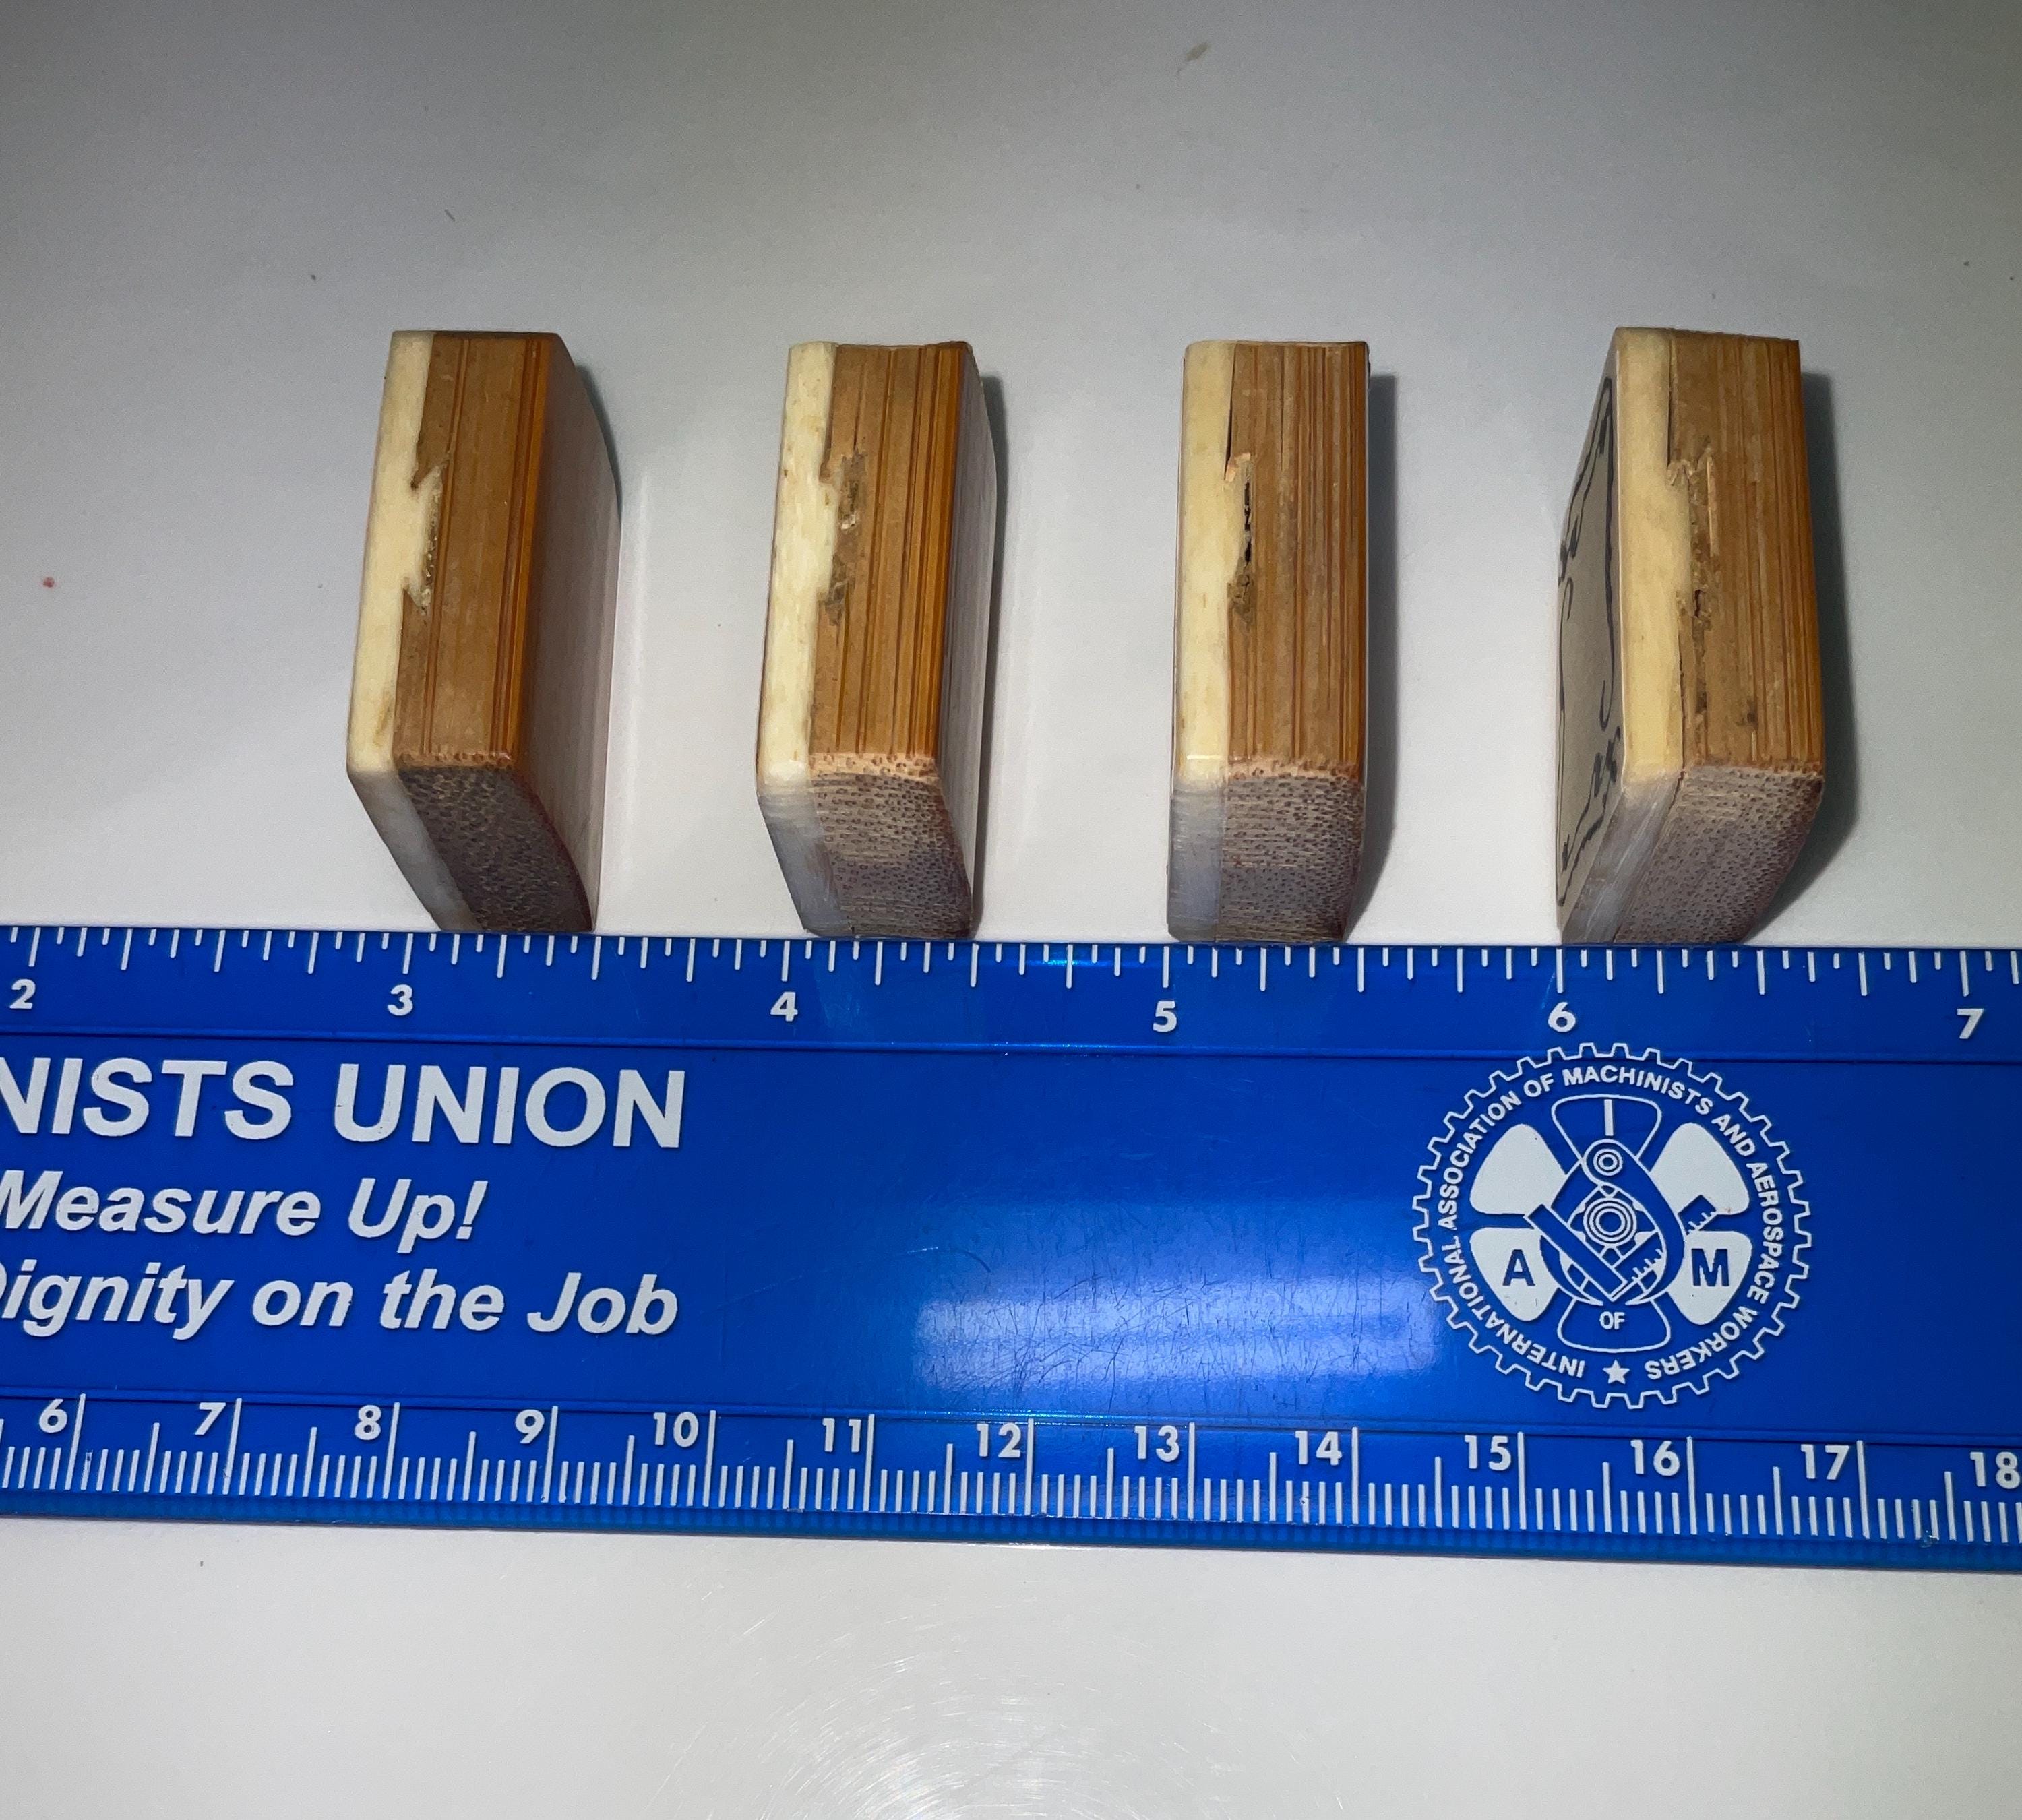 2 3 4 5 6 7
NISTS UNION
Measure Up!
Dignity on the Job
INTERNATIONAL ASSOCIATION OF MACHINISTS AND AEROSPACE WORKERS
I
A M
OF
6 7 8 9 10 11 12 13 14 15 16 17 18